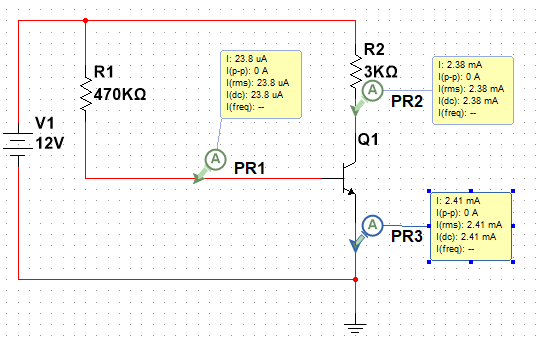 R1
470KΩ
V1
12V
I: 23.8 uA
I(p-p): 0 A
I(rms): 23.8 uA
I(dc): 23.8 uA
I(freq): --
A
PR1
R2
3KΩ
A
PR2
I: 2.38 mA
I(p-p): 0 A
I(rms): 2.38 mA
I(dc): 2.38 mA
I(freq): --
Q1
A
PR3
I: 2.41 mA
I(p-p): 0 A
I(rms): 2.41 mA
I(dc): 2.41 mA
I(freq): --